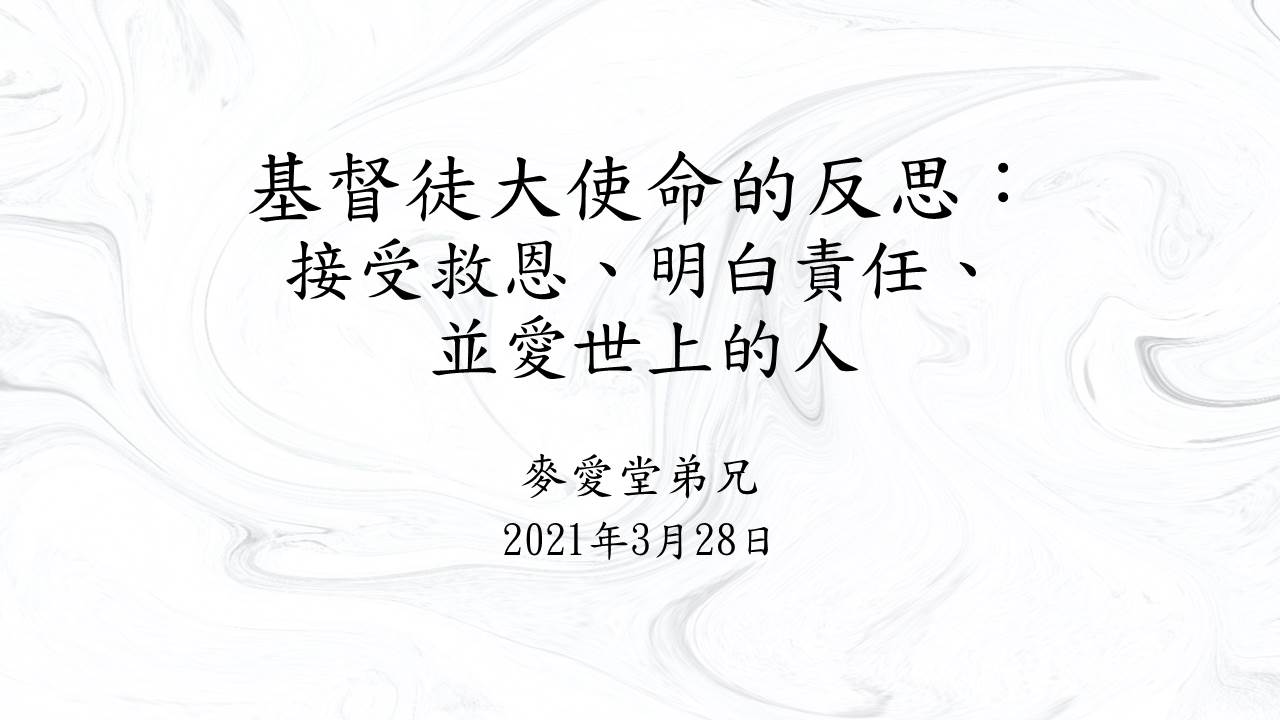 基督徒大使命的反思：
接受救恩、明白責任、
並愛世上的人
麥愛堂弟兄
2021年3月28日